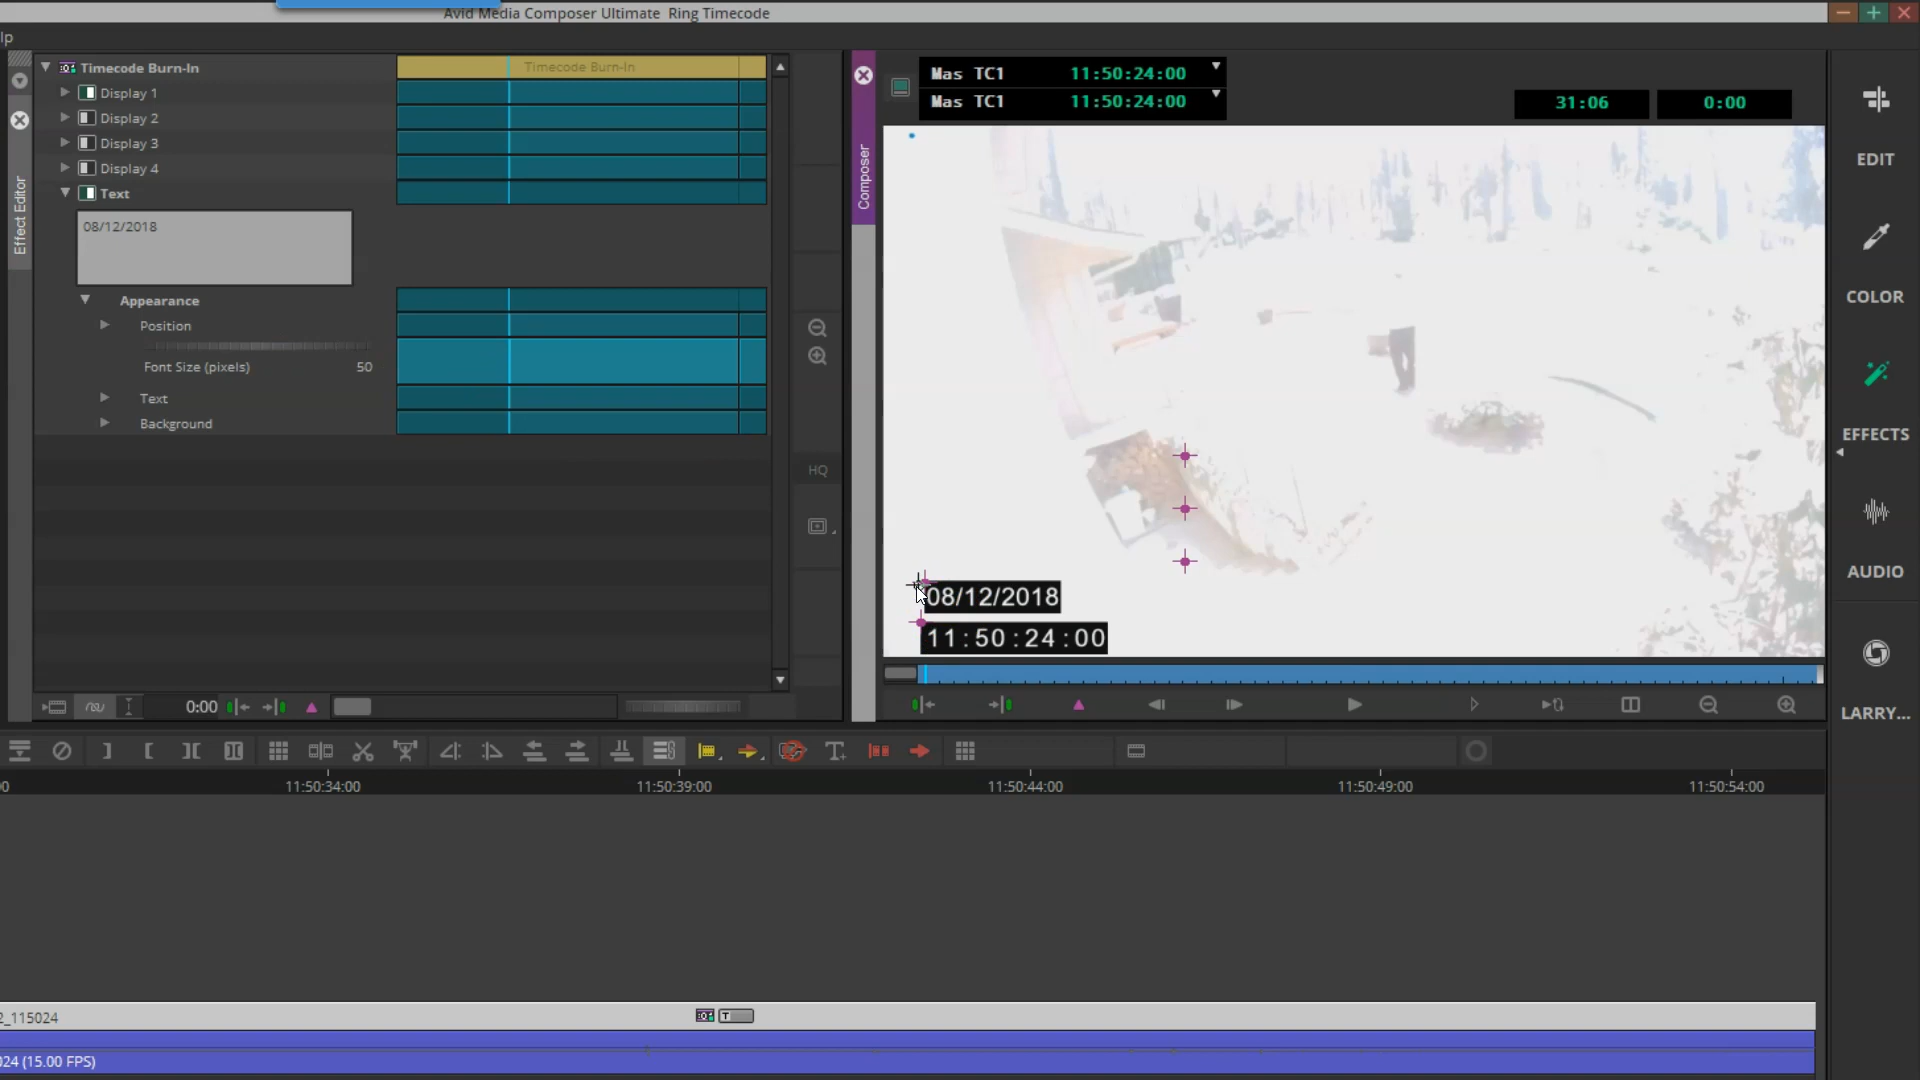 Avid Media Composer Ultimate Ring Timecode
lp
Timecode Burn-In
Timecode Burn-In
Display 1
Display 2
Display 3
Display 4
Text
08/12/2018
Appearance
Position
Font Size (pixels) 50
Text
Background
Effect Editor
HQ
0:00
Composer
Mas TC1 11:50:24:00
Mas TC1 11:50:24:00
31:06 0:00
08/12/2018
11:50:24:00
EDIT
COLOR
EFFECTS
AUDIO
LARRY...
0 11:50:34:00 11:50:39:00 11:50:44:00 11:50:49:00 11:50:54:00
2_115024
T
024 (15.00 FPS)